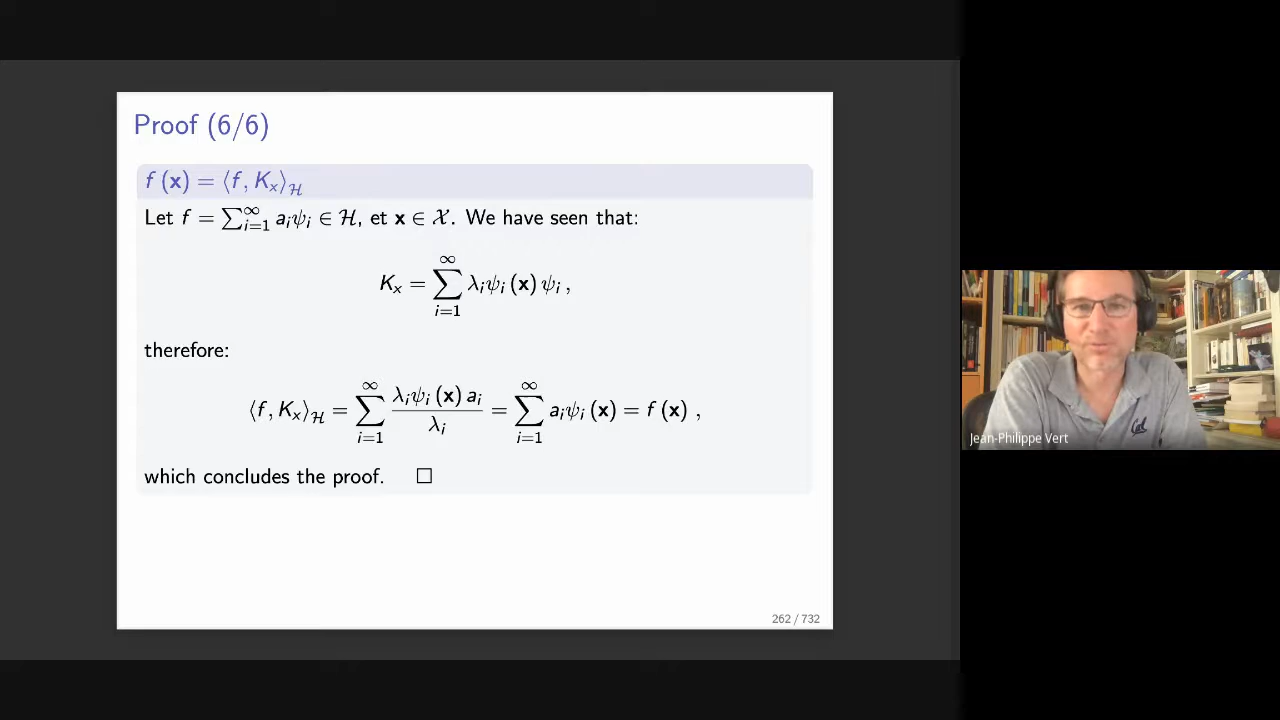 Proof (6/6)
f (x) = ⟨f, Kₓ⟩_ℋ
Let f = ∑_{i=1}^{∞} aᵢψᵢ ∈ ℋ, et x ∈ 𝒳. We have seen that:
Kₓ = ∑_{i=1}^{∞} λᵢψᵢ (x) ψᵢ ,
therefore:
⟨f, Kₓ⟩_ℋ = ∑_{i=1}^{∞} λᵢψᵢ (x) aᵢ / λᵢ = ∑_{i=1}^{∞} aᵢψᵢ (x) = f (x) ,
which concludes the proof. □
262 / 732
Jean-Philippe Vert
Cal